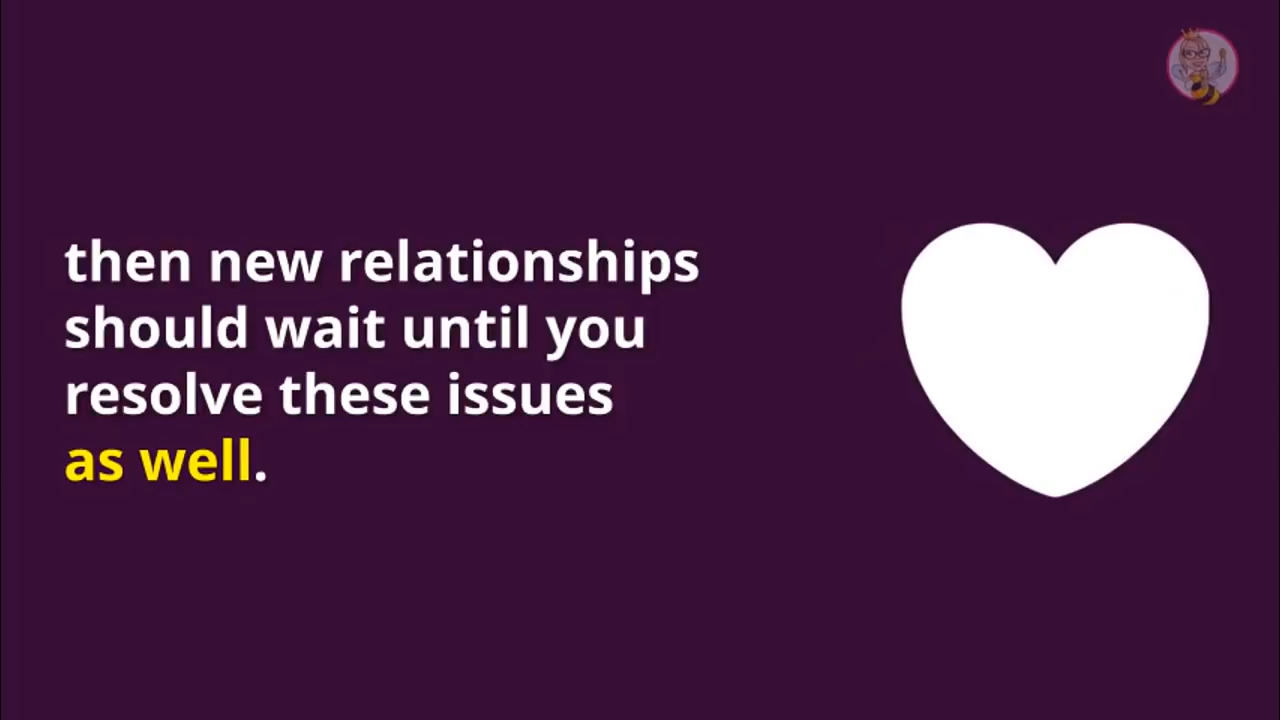 then new relationships
should wait until you
resolve these issues
as well.